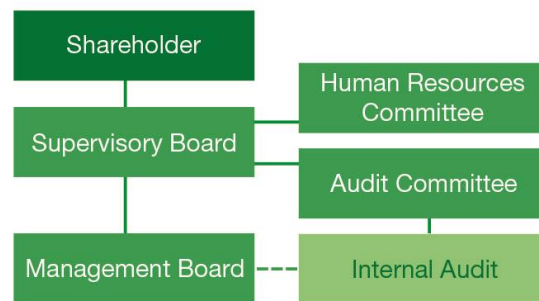 Shareholder
Human Resources
Committee
Supervisory Board
Audit Committee
Management Board
Internal Audit